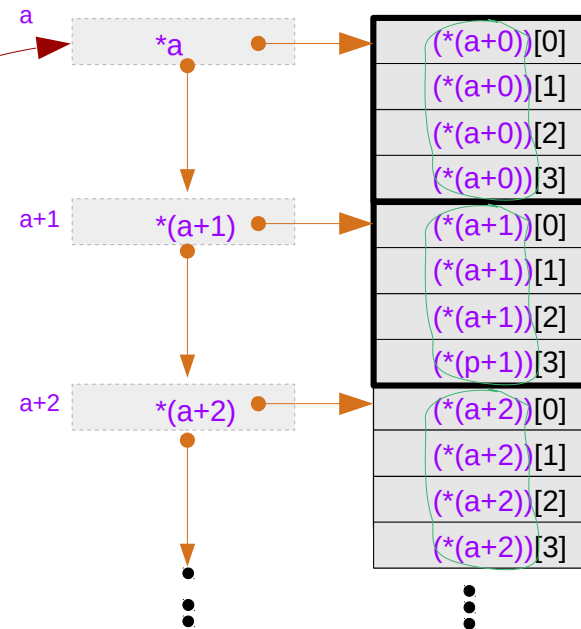 a
*a
(*(a+0))[0]
(*(a+0))[1]
(*(a+0))[2]
(*(a+0))[3]
a+1
*(a+1)
(*(a+1))[0]
(*(a+1))[1]
(*(a+1))[2]
(*(p+1))[3]
a+2
*(a+2)
(*(a+2))[0]
(*(a+2))[1]
(*(a+2))[2]
(*(a+2))[3]